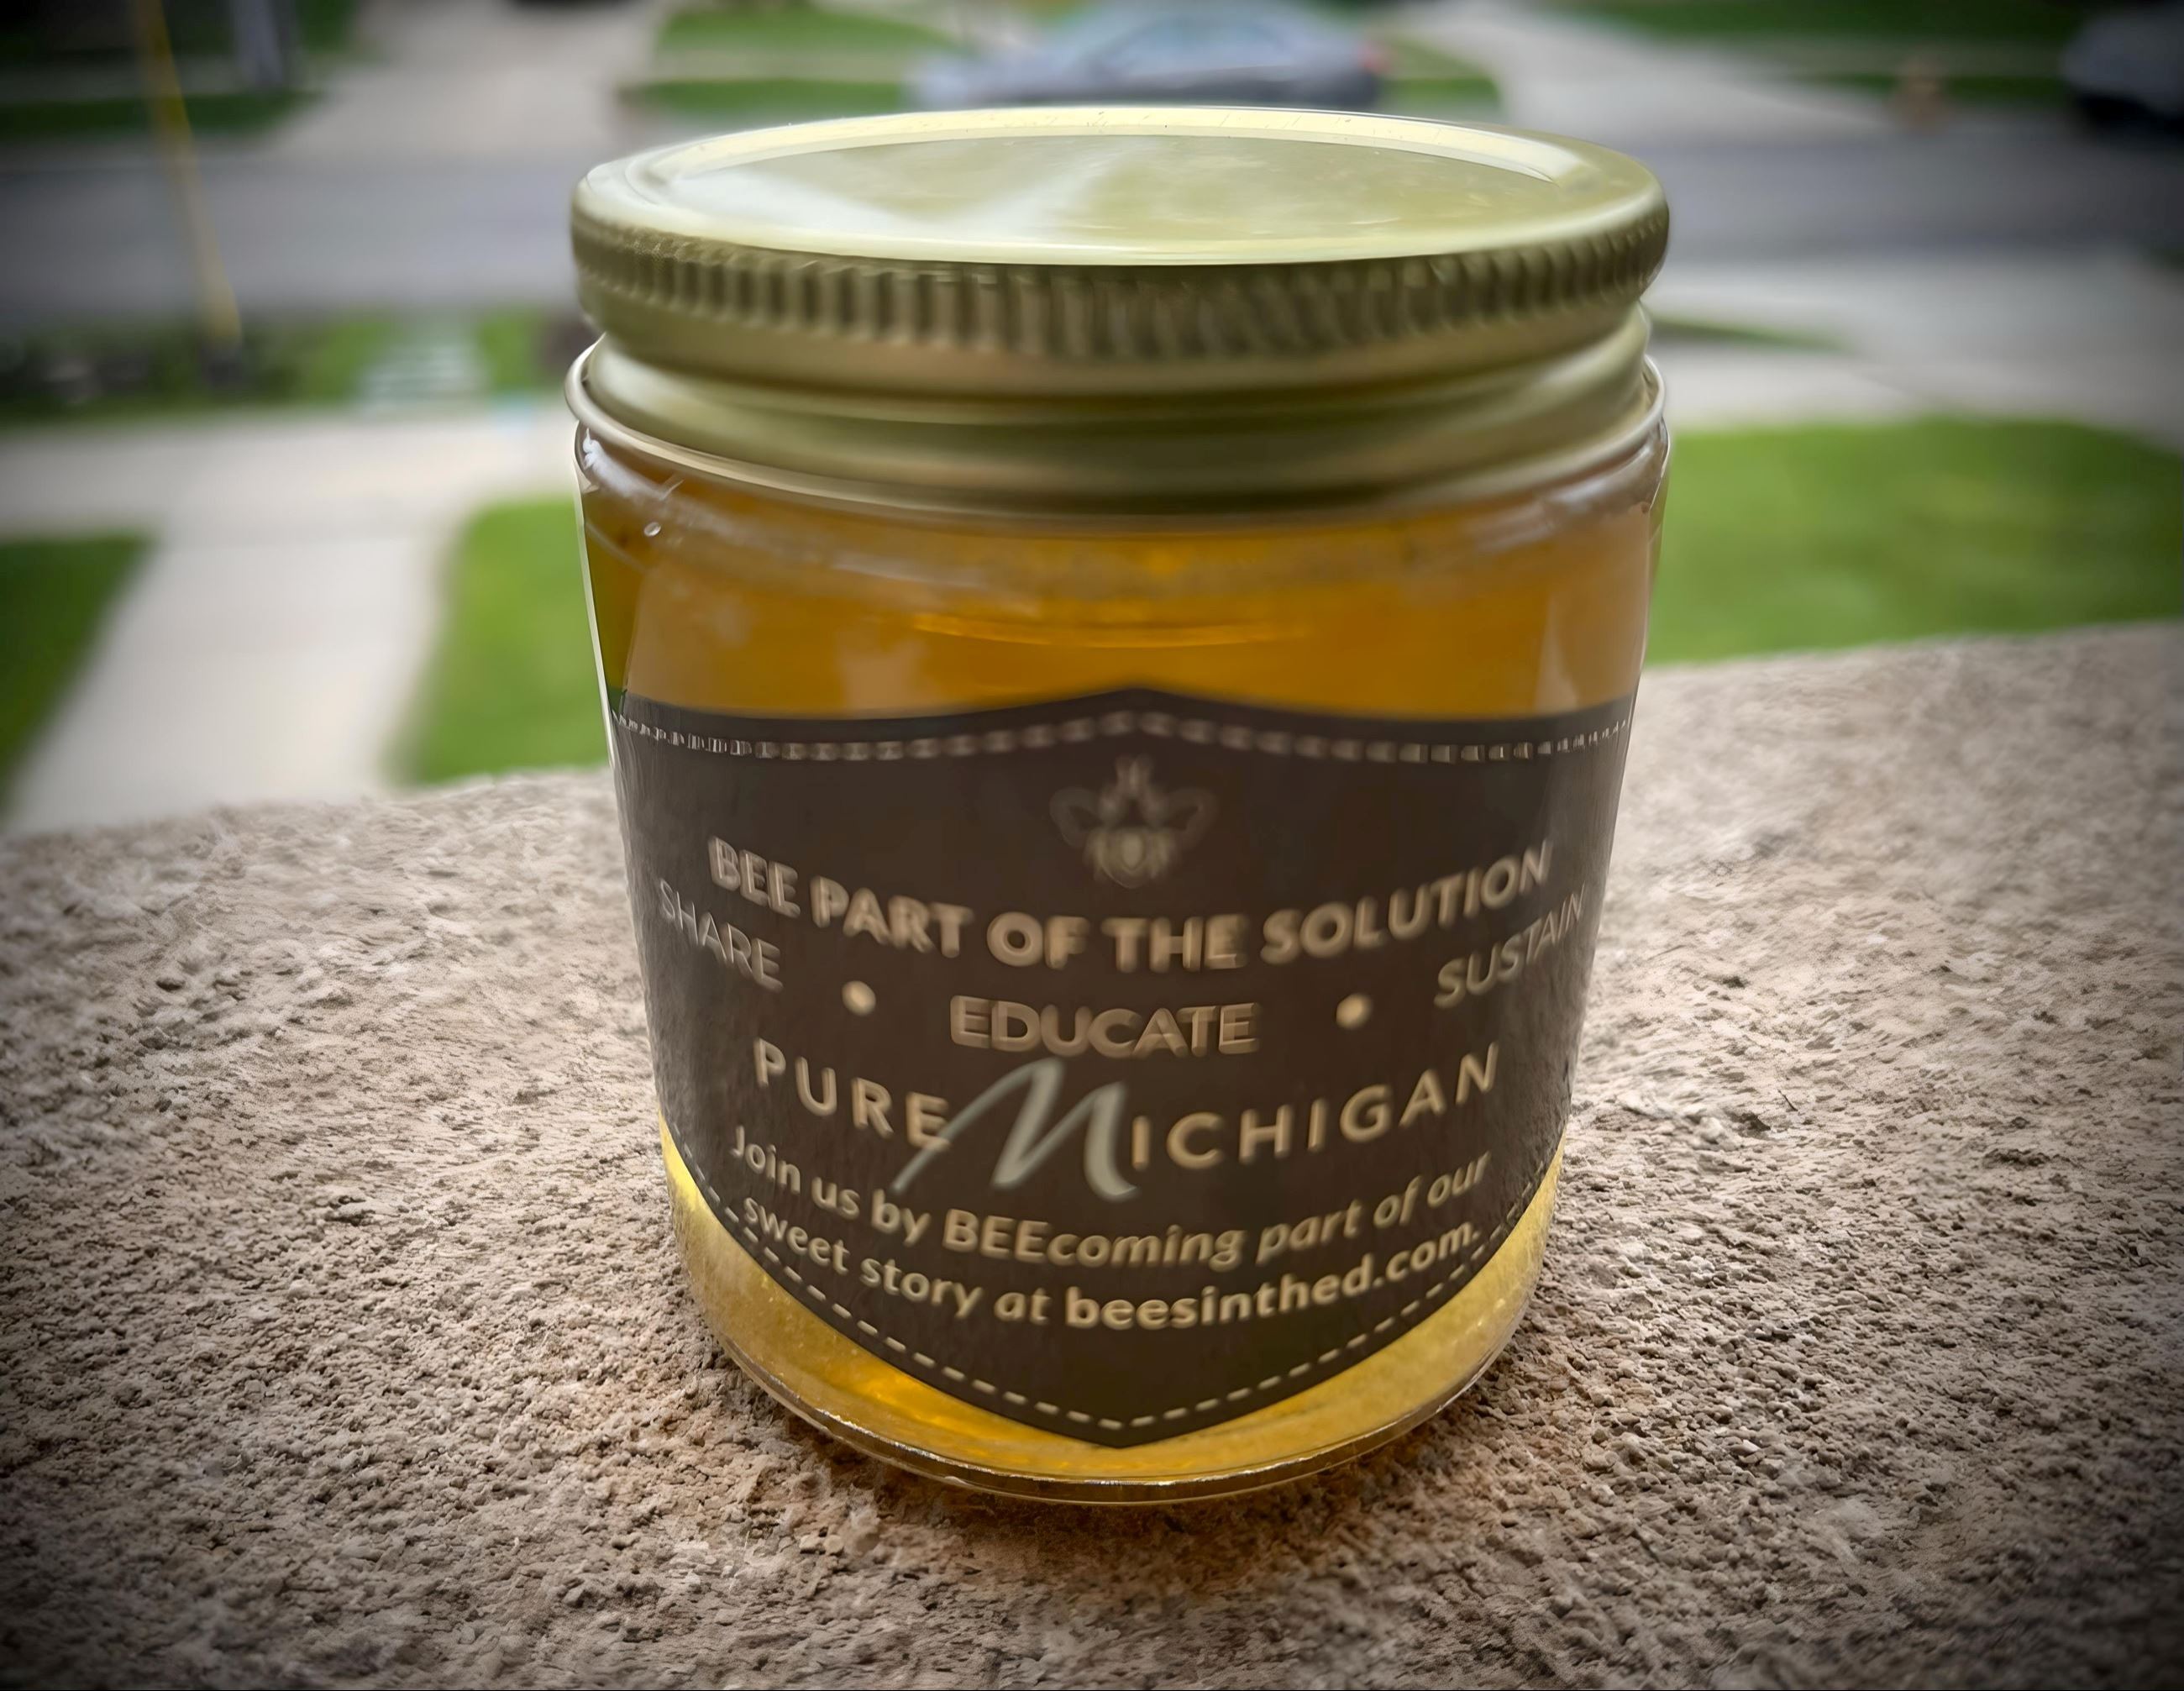 BEE PART OF THE SOLUTION
SHARE • EDUCATE • SUSTAIN
PURE MICHIGAN
Join us by BEEcoming part of our
sweet story at beesinthed.com.